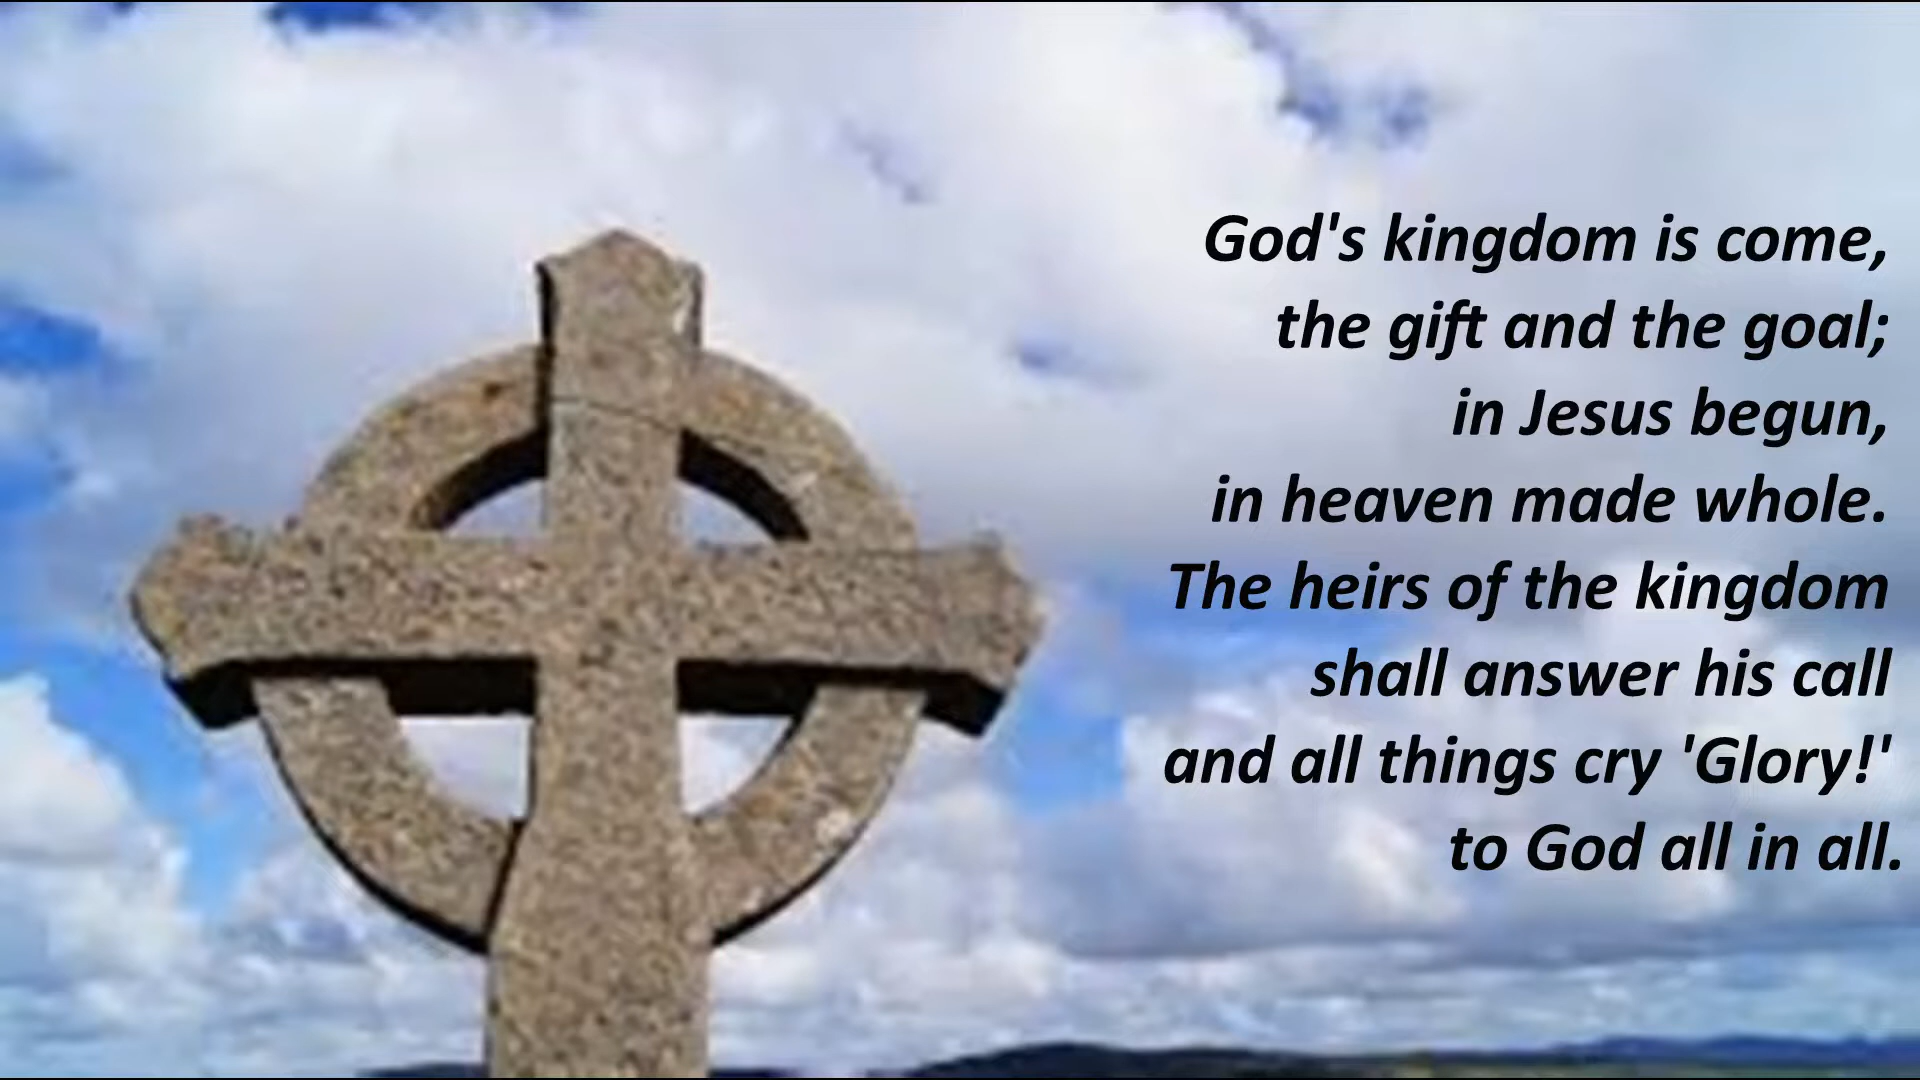 God's kingdom is come,
the gift and the goal;
in Jesus begun,
in heaven made whole.
The heirs of the kingdom
shall answer his call
and all things cry 'Glory!'
to God all in all.